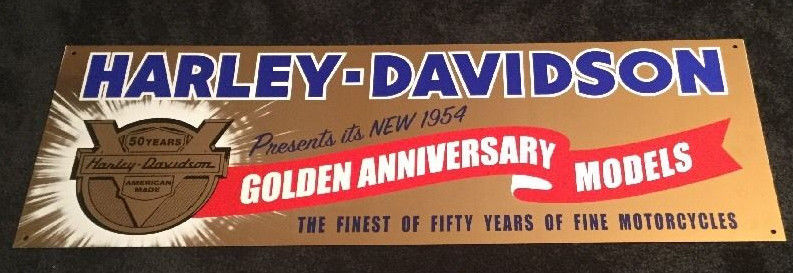 HARLEY-DAVIDSON
50 YEARS
Harley-Davidson
AMERICAN
MADE
Presents its NEW 1954
GOLDEN ANNIVERSARY MODELS
THE FINEST OF FIFTY YEARS OF FINE MOTORCYCLES